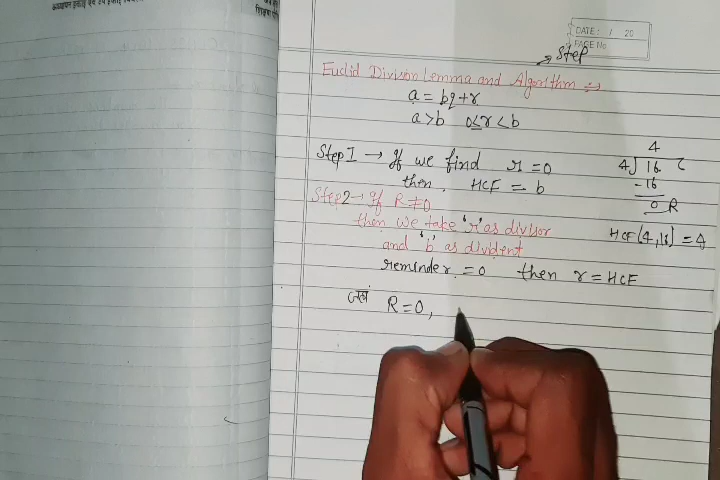 DATE: / 20
PAGE No
→ Step
Euclid Division Lemma and Algorithm :-
a = bq+r
a>b 0≤r<b
Step I → If we find r=0
then, HCF = b
Step2 → If R≠0
then we take 'r' as divisor
and 'b' as divident
reminder = 0 then r = HCF
जब R=0,
4
4) 16 (
-16
0 R
HCF(4,16) = 4